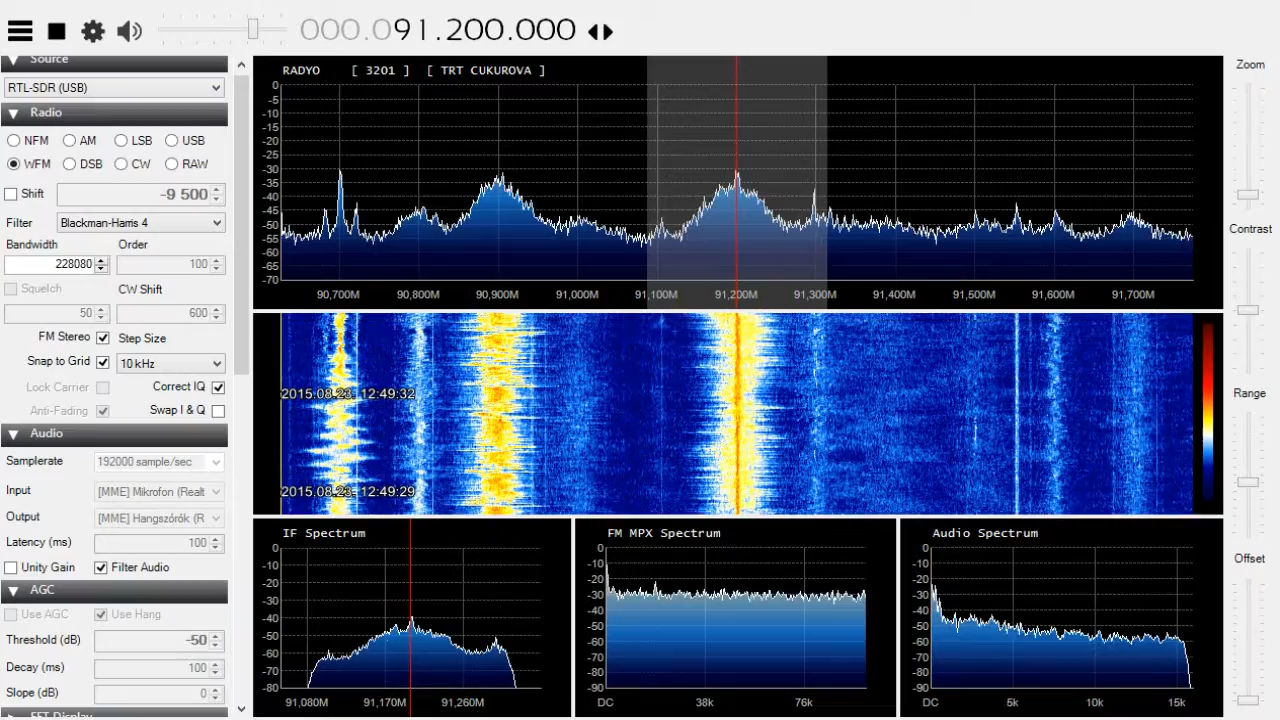 000.091.200.000
Source
RTL-SDR (USB)
Radio
NFM AM LSB USB
WFM DSB CW RAW
Shift -9 500
Filter Blackman-Harris 4
Bandwidth Order
228080 100
Squelch CW Shift
50 600
FM Stereo Step Size
Snap to Grid 10 kHz
Lock Carrier Correct IQ
Anti-Fading Swap I & Q
Audio
Samplerate 192000 sample/sec
Input [MME] Mikrofon (Realt
Output [MME] Hangszórók (R
Latency (ms) 100
Unity Gain Filter Audio
AGC
Use AGC Use Hang
Threshold (dB) -50
Decay (ms) 100
Slope (dB) 0
FFT Display
RADYO [ 3201 ] [ TRT CUKUROVA ]
0
-5
-10
-15
-20
-25
-30
-35
-40
-45
-50
-55
-60
-65
-70
90,700M 90,800M 90,900M 91,000M 91,100M 91,200M 91,300M 91,400M 91,500M 91,600M 91,700M
2015.08.23. 12:49:32
2015.08.23. 12:49:29
IF Spectrum
0
-10
-20
-30
-40
-50
-60
-70
-80
91,080M 91,170M 91,260M
FM MPX Spectrum
0
-10
-20
-30
-40
-50
-60
-70
-80
-90
DC 38k 76k
Audio Spectrum
0
-10
-20
-30
-40
-50
-60
-70
-80
-90
DC 5k 10k 15k
Zoom
Contrast
Range
Offset